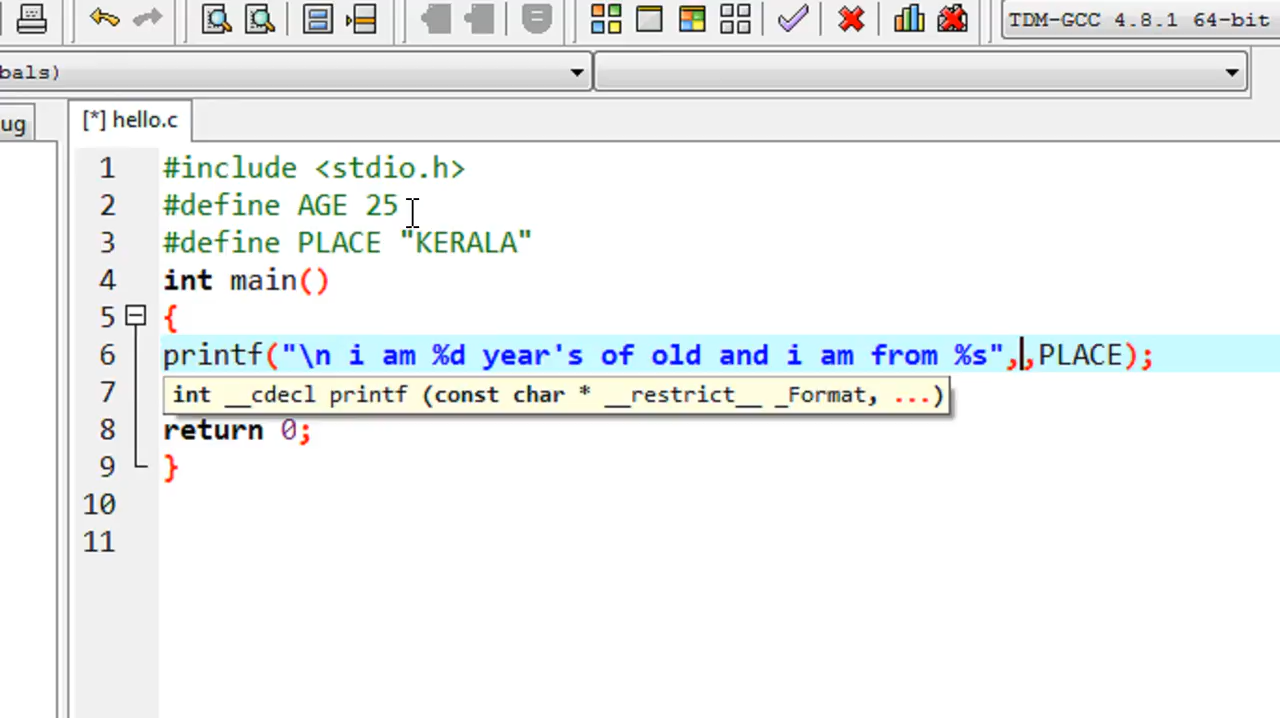 TDM-GCC 4.8.1 64-bit
bals)
ug
[*] hello.c
1 #include <stdio.h>
2 #define AGE 25
3 #define PLACE "KERALA"
4 int main()
5 {
6 printf("\n i am %d year's of old and i am from %s",,PLACE);
7 int __cdecl printf (const char * __restrict__ _Format, ...)
8 return 0;
9 }
10
11